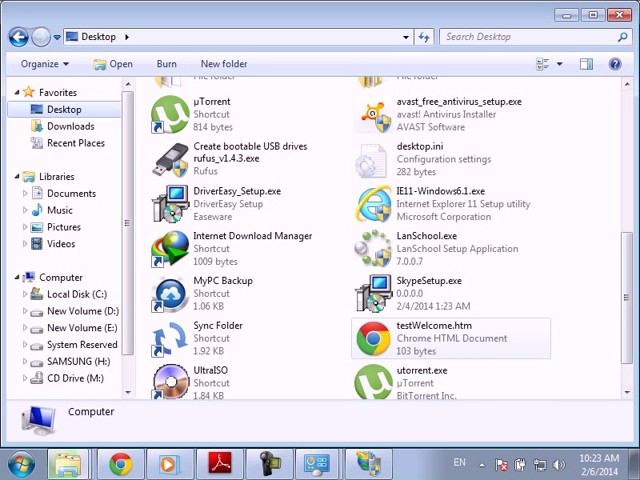 Desktop
Search Desktop
Organize
Open
Burn
New folder
Favorites
Desktop
Downloads
Recent Places
Libraries
Documents
Music
Pictures
Videos
Computer
Local Disk (C:)
New Volume (D:)
New Volume (E:)
System Reserved
SAMSUNG (H:)
CD Drive (M:)
File folder
File folder
µTorrent
Shortcut
814 bytes
avast_free_antivirus_setup.exe
avast! Antivirus Installer
AVAST Software
Create bootable USB drives
rufus_v1.4.3.exe
Rufus
desktop.ini
Configuration settings
282 bytes
DriverEasy_Setup.exe
DriverEasy Setup
Easeware
IE11-Windows6.1.exe
Internet Explorer 11 Setup utility
Microsoft Corporation
Internet Download Manager
Shortcut
1009 bytes
LanSchool.exe
LanSchool Setup Application
7.0.0.7
MyPC Backup
Shortcut
1.06 KB
SkypeSetup.exe
0.0.0.0
2/4/2014 1:23 AM
Sync Folder
Shortcut
1.92 KB
testWelcome.htm
Chrome HTML Document
103 bytes
UltraISO
Shortcut
1.84 KB
utorrent.exe
µTorrent
BitTorrent Inc.
Computer
EN
10:23 AM
2/6/2014